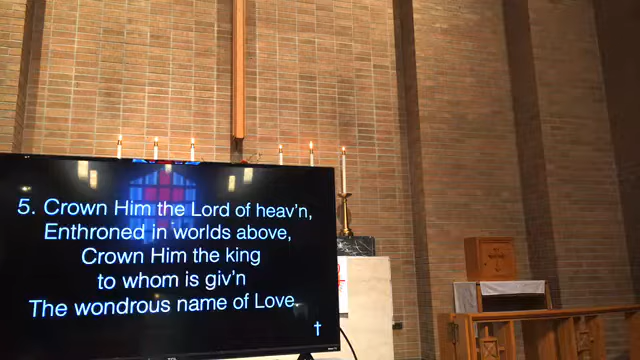 5. Crown Him the Lord of heav'n,
Enthroned in worlds above,
Crown Him the king
to whom is giv'n
The wondrous name of Love.